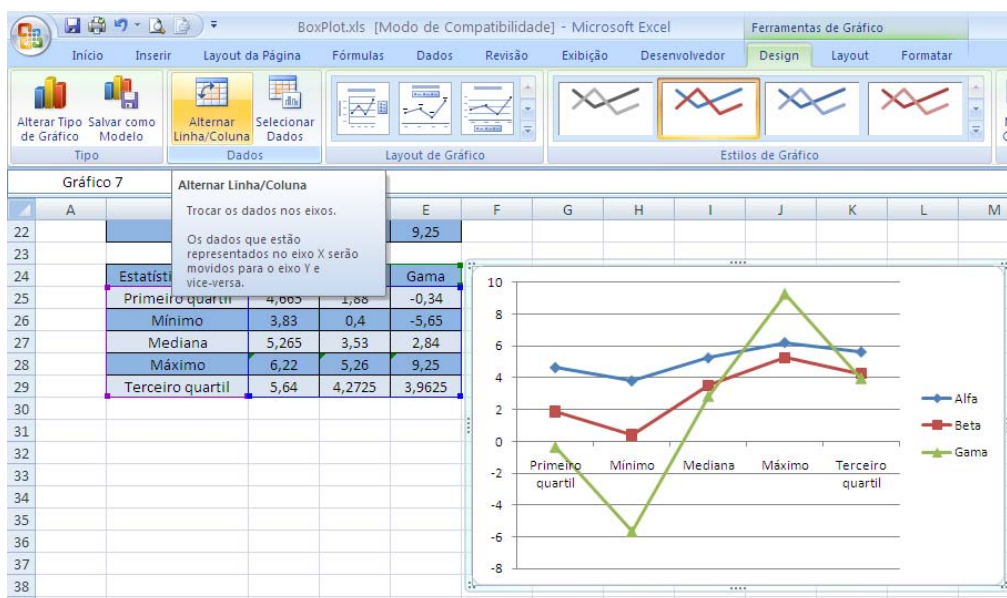 BoxPlot.xls [Modo de Compatibilidade] - Microsoft Excel
Ferramentas de Gráfico
Início Inserir Layout da Página Fórmulas Dados Revisão Exibição Desenvolvedor Design Layout Formatar
Alterar Tipo de Gráfico
Salvar como Modelo
Alternar Linha/Coluna
Selecionar Dados
Tipo Dados Layout de Gráfico Estilos de Gráfico
Gráfico 7
Alternar Linha/Coluna
Trocar os dados nos eixos.
Os dados que estão
representados no eixo X serão
movidos para o eixo Y e
vice-versa.
A E F G H I J K L M
22 9,25
23
24 Estatísti Gama
25 Primeiro quartil 4,665 1,88 -0,34
26 Mínimo 3,83 0,4 -5,65
27 Mediana 5,265 3,53 2,84
28 Máximo 6,22 5,26 9,25
29 Terceiro quartil 5,64 4,2725 3,9625
30
31
32
33
34
35
36
37
38
10
8
6
4
2
0
-2
-4
-6
-8
Primeiro quartil
Mínimo
Mediana
Máximo
Terceiro quartil
Alfa
Beta
Gama